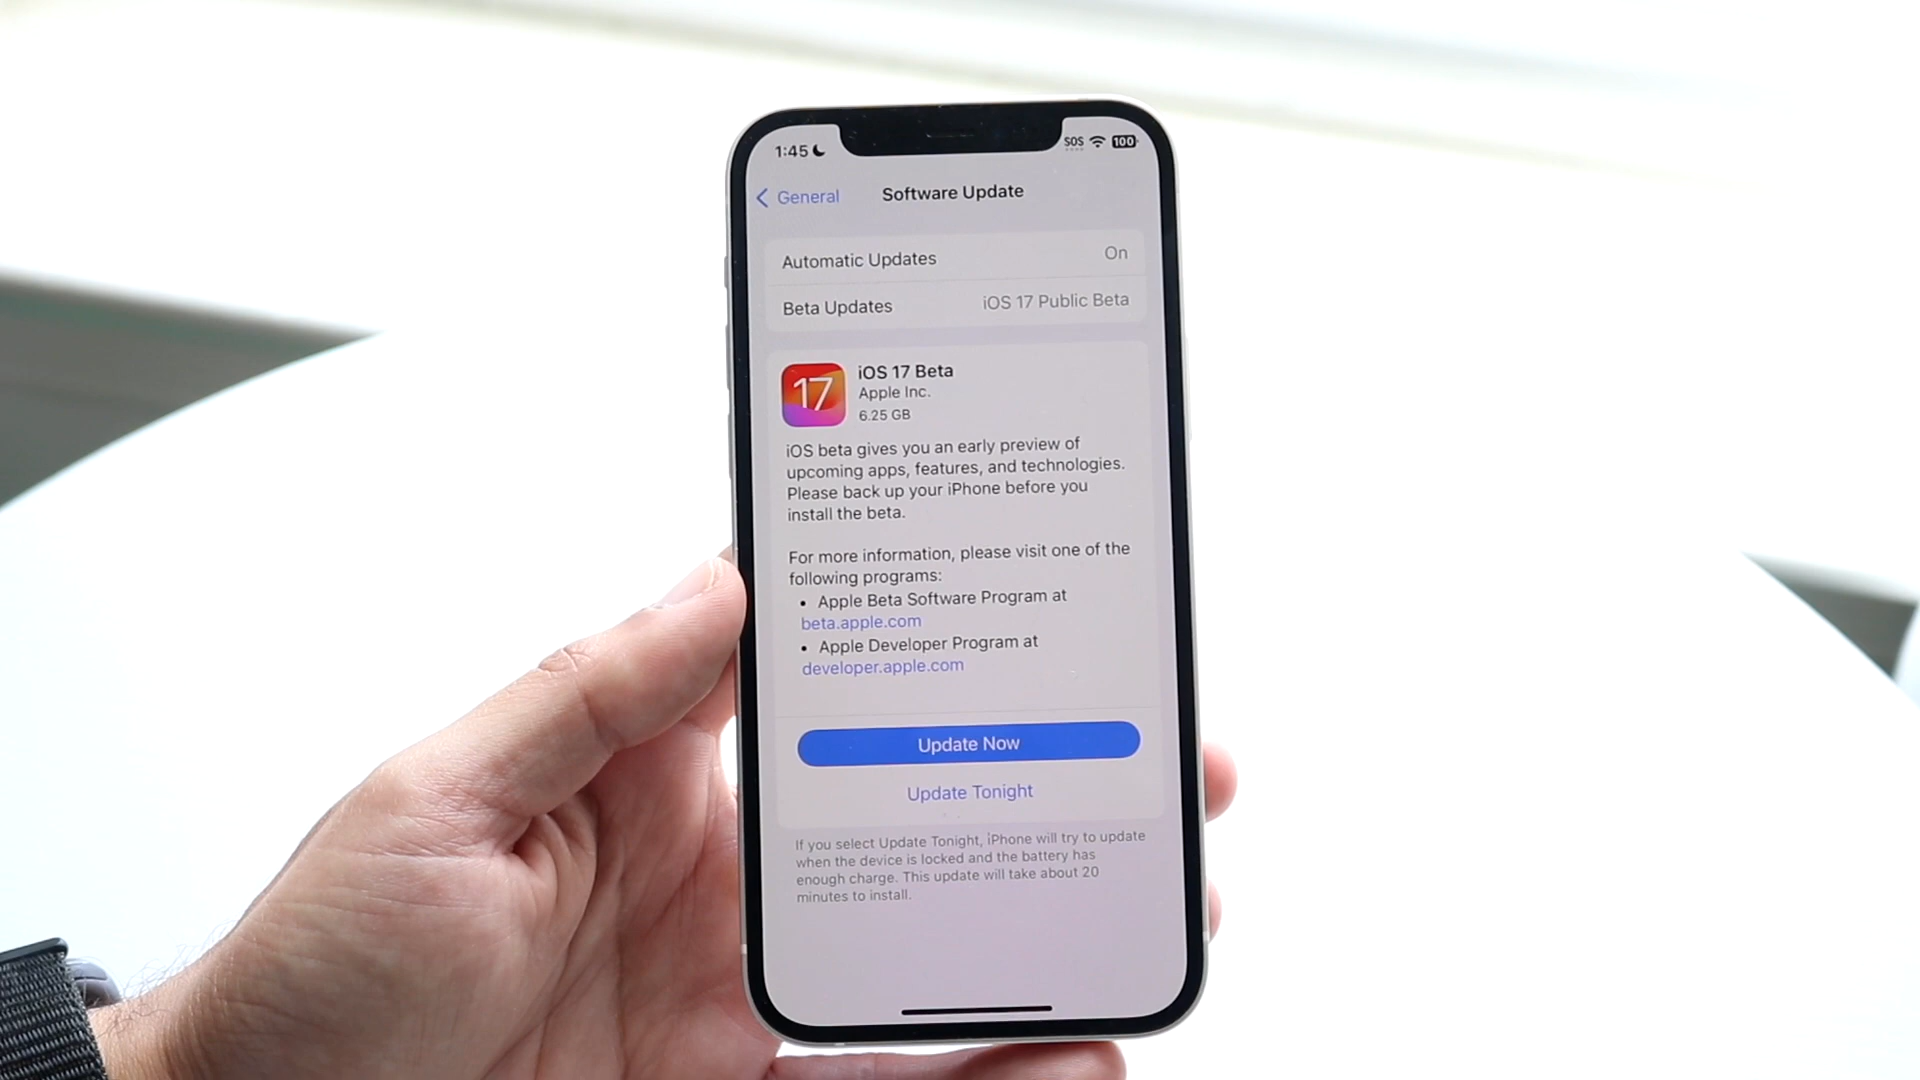 1:45 SOS 100
General Software Update
Automatic Updates On
Beta Updates iOS 17 Public Beta
17
iOS 17 Beta
Apple Inc.
6.25 GB
iOS beta gives you an early preview of
upcoming apps, features, and technologies.
Please back up your iPhone before you
install the beta.
For more information, please visit one of the
following programs:
• Apple Beta Software Program at
beta.apple.com
• Apple Developer Program at
developer.apple.com
Update Now
Update Tonight
If you select Update Tonight, iPhone will try to update
when the device is locked and the battery has
enough charge. This update will take about 20
minutes to install.